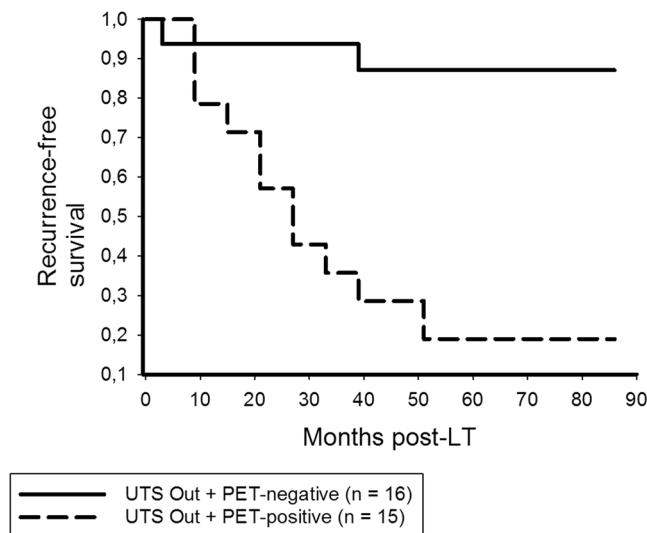 1,0
0,9
0,8
0,7
0,6
0,5
0,4
0,3
0,2
0,1
Recurrence-free
survival
0 10 20 30 40 50 60 70 80 90
Months post-LT
UTS Out + PET-negative (n = 16)
UTS Out + PET-positive (n = 15)